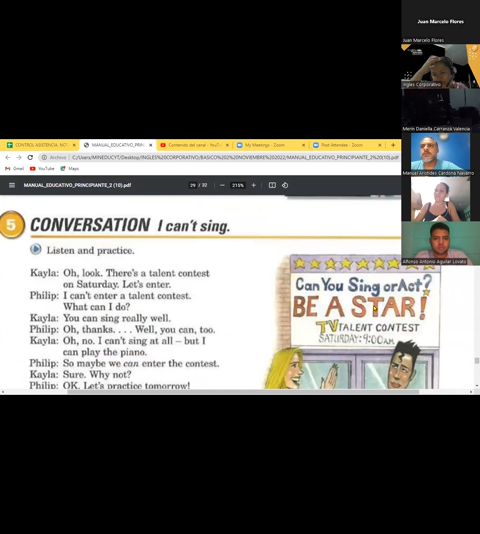 Juan Marcelo Flores
Juan Marcelo Flores
Ingles Corporativo
Merin Daniella Carranza Valencia
Manuel Aristides Cardona Navarro
Alfonso Antonio Aguilar Lovato
CONTROL ASISTENCIA, NOT
MANUAL_EDUCATIVO_PRIN
Contenido del canal - YouTu
My Meetings - Zoom
Post Attendee - Zoom
Archivo
C:/Users/MINEDUCYT/Desktop/INGLES%20CORPORATIVO/BASICO%202%20NOVIEMBRE%202022/MANUAL_EDUCATIVO_PRINCIPIANTE_2%20(10).pdf
Gmail
YouTube
Maps
MANUAL_EDUCATIVO_PRINCIPIANTE_2 (10).pdf
29 / 32
215%
5 CONVERSATION I can't sing.
Listen and practice.
Kayla: Oh, look. There's a talent contest
on Saturday. Let's enter.
Philip: I can't enter a talent contest.
What can I do?
Kayla: You can sing really well.
Philip: Oh, thanks. . . . Well, you can, too.
Kayla: Oh, no. I can't sing at all – but I
can play the piano.
Philip: So maybe we can enter the contest.
Kayla: Sure. Why not?
Philip: OK. Let's practice tomorrow!
Can You Sing or Act?
BE A STAR!
TV TALENT CONTEST
SATURDAY: 9:00 AM